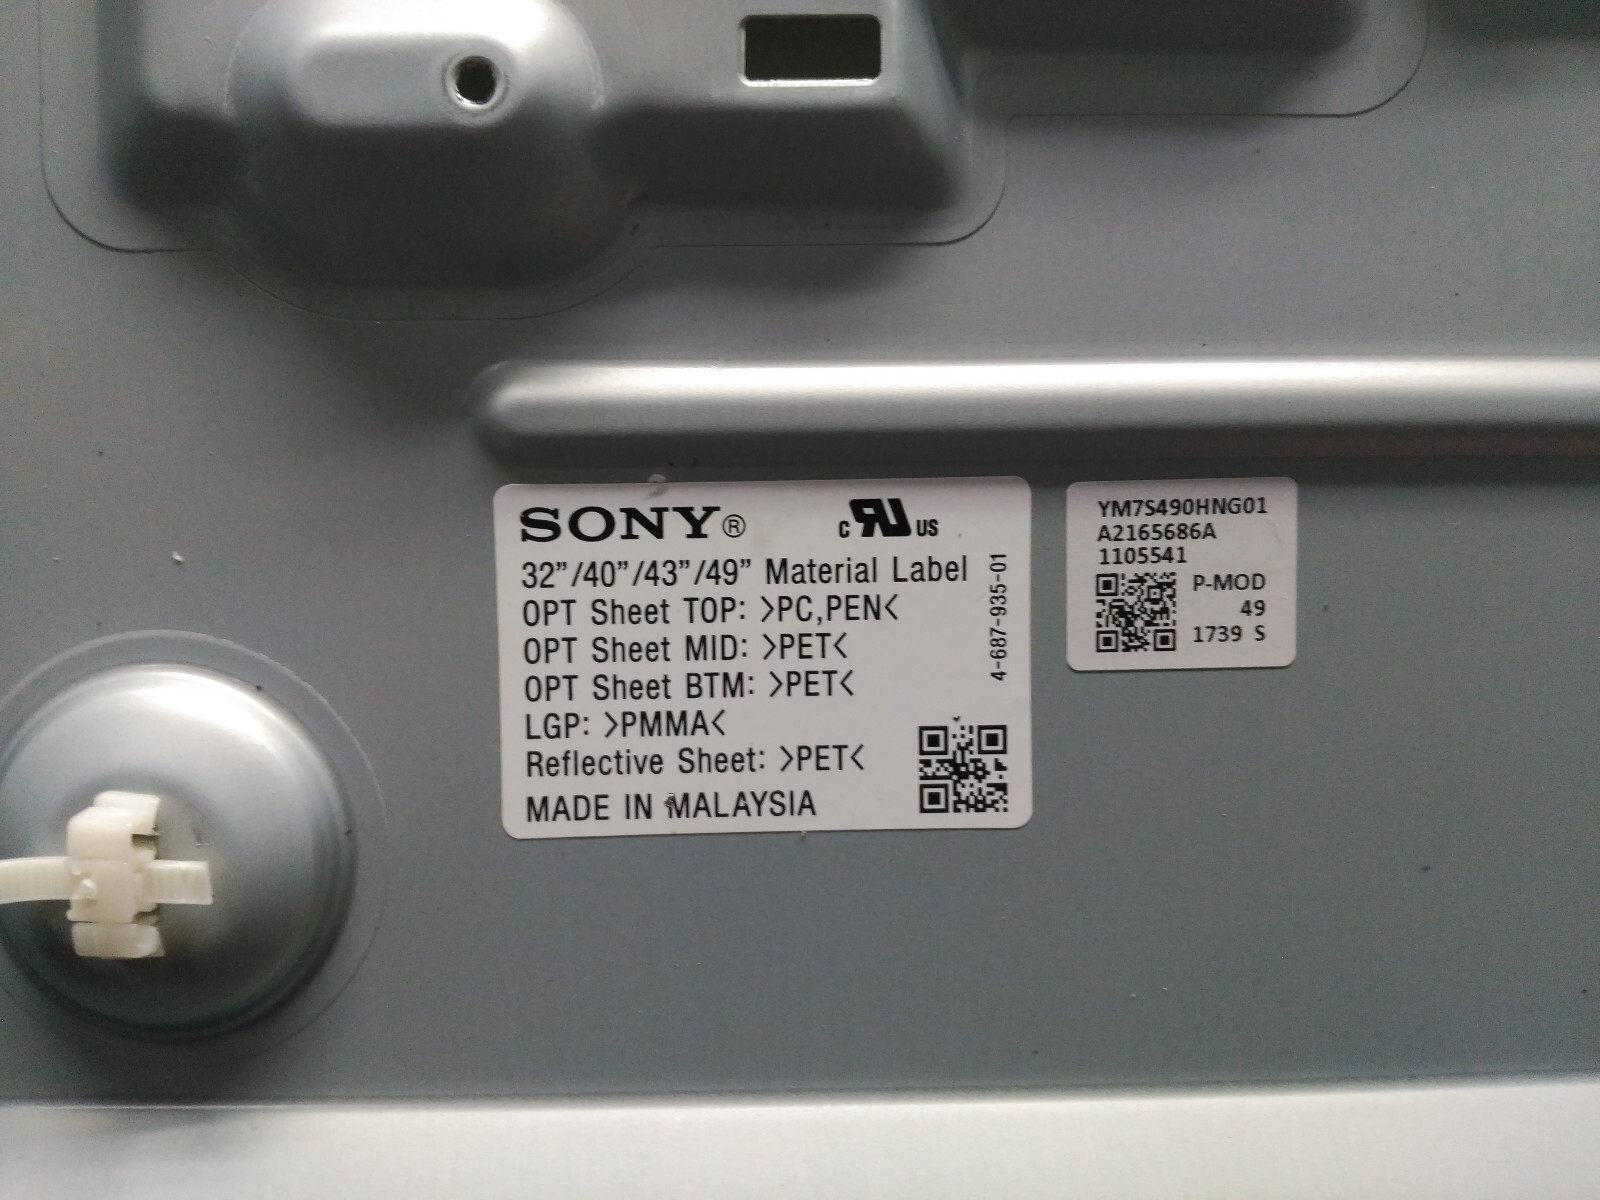 SONY®
c RU US
32”/40”/43”/49” Material Label
OPT Sheet TOP: >PC,PEN<
OPT Sheet MID: >PET<
OPT Sheet BTM: >PET<
LGP: >PMMA<
Reflective Sheet: >PET<
MADE IN MALAYSIA
4-687-935-01
YM7S490HNG01
A2165686A
1105541
P-MOD
49
1739 S